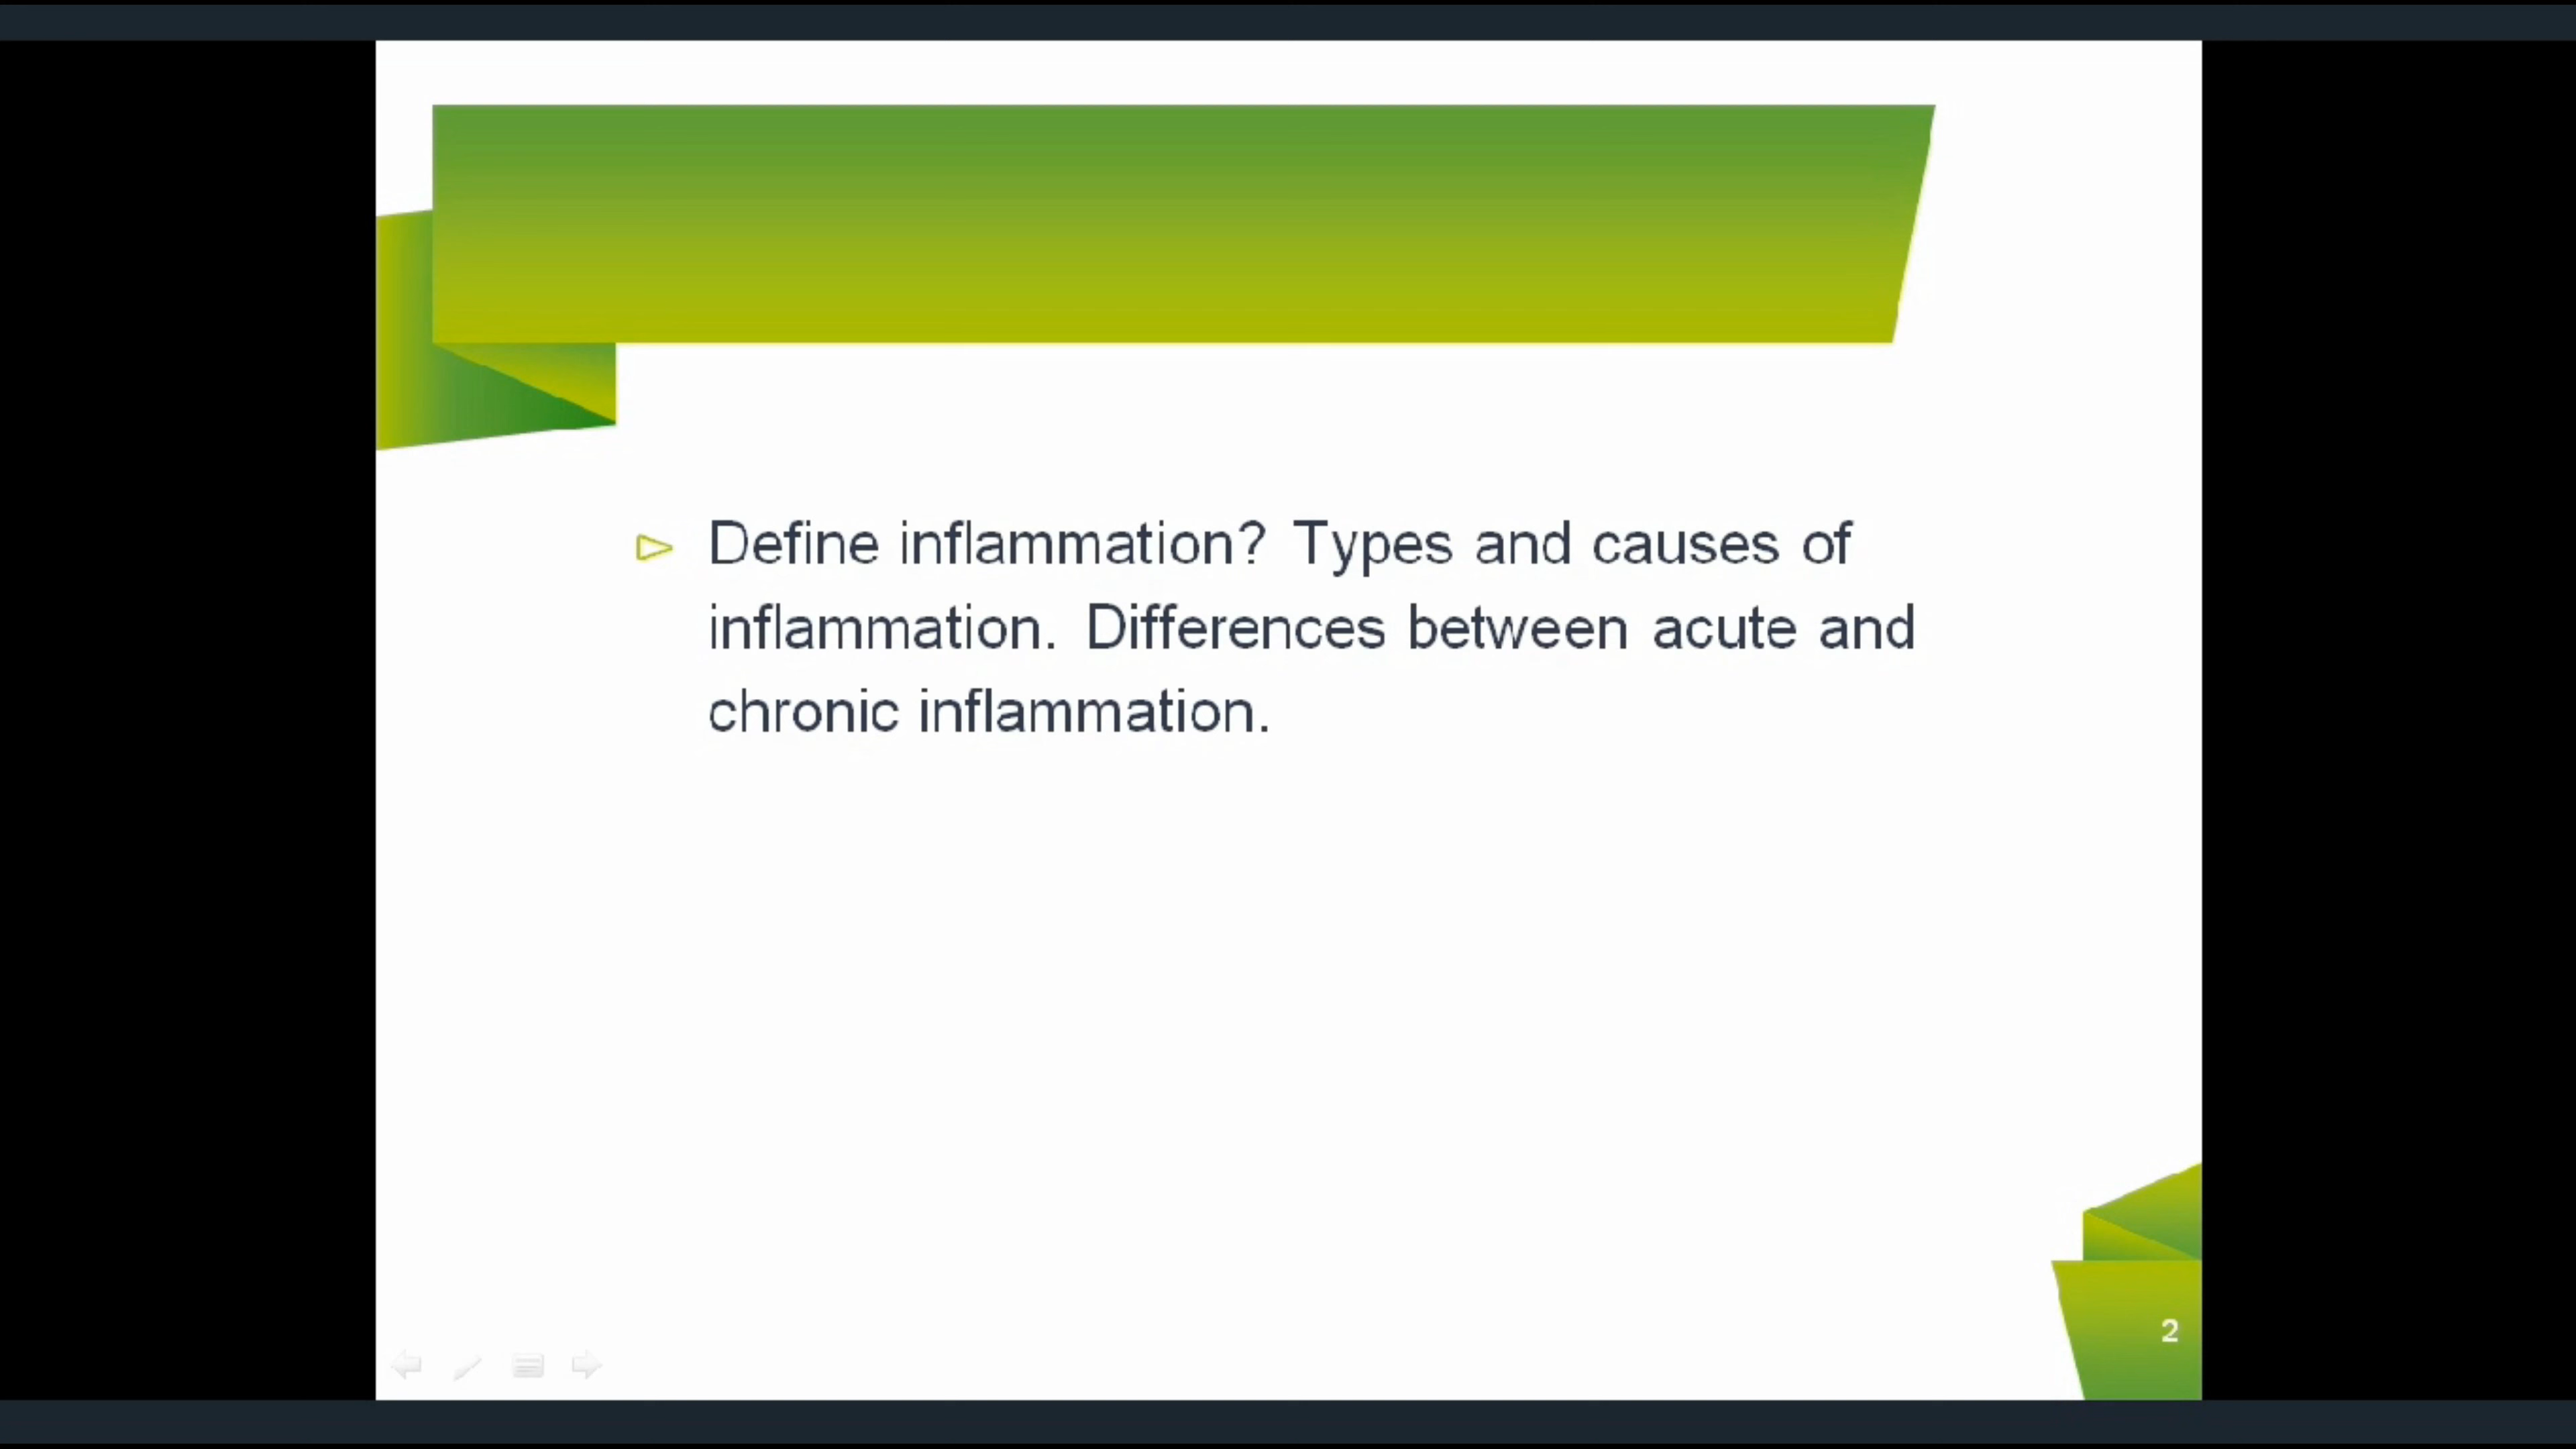 Define inflammation? Types and causes of
inflammation. Differences between acute and
chronic inflammation.
2